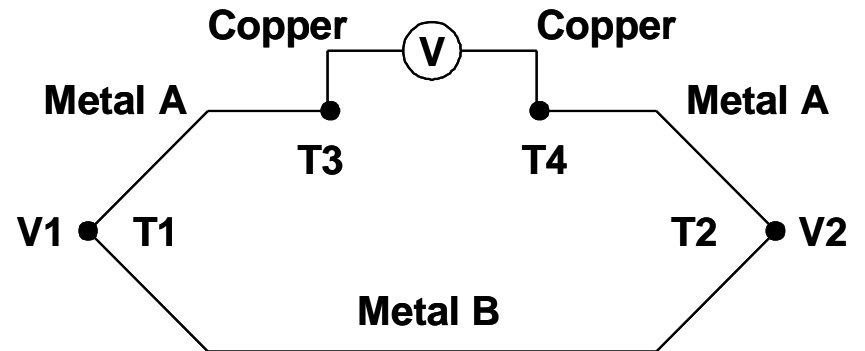 Copper
V
Copper
Metal A
Metal A
T3
T4
V1
T1
T2
V2
Metal B